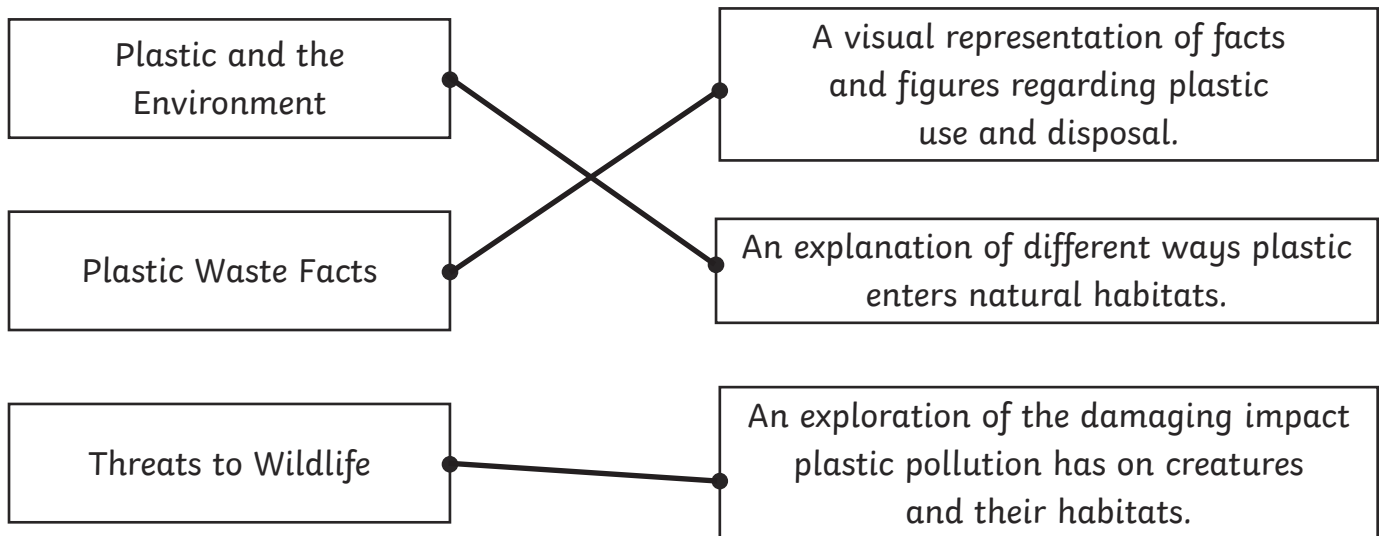 Plastic and the
Environment
A visual representation of facts
and figures regarding plastic
use and disposal.
Plastic Waste Facts
An explanation of different ways plastic
enters natural habitats.
Threats to Wildlife
An exploration of the damaging impact
plastic pollution has on creatures
and their habitats.